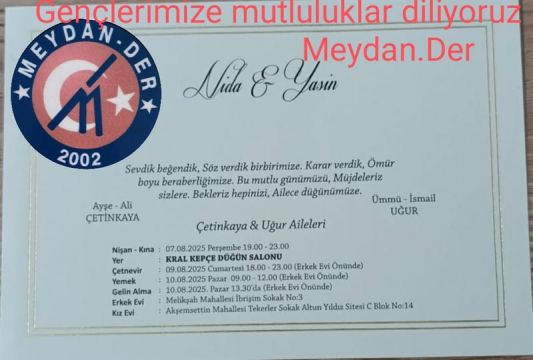 Gençlerimize mutluluklar diliyoruz
Meydan.Der
MEYDAN-DER
2002
Nida & Yasin
Sevdik beğendik, Söz verdik birbirimize. Karar verdik, Ömür
boyu beraberliğimize. Bu mutlu günümüzü, Müjdeleriz
sizlere. Bekleriz hepinizi, Ailece düğünümüze.
Ayşe - Ali
ÇETİNKAYA
Ümmü - İsmail
UĞUR
Çetinkaya & Uğur Aileleri
Nişan - Kına : 07.08.2025 Perşembe 19.00 - 23.00
Yer : KRAL KEPÇE DÜĞÜN SALONU
Çetnevir : 09.08.2025 Cumartesi 18.00 - 23.00 (Erkek Evi Önünde)
Yemek : 10.08.2025 Pazar 09.00 - 12.00 (Erkek Evi Önünde)
Gelin Alma : 10.08.2025. Pazar 13.30'da (Erkek Evi Önünde)
Erkek Evi : Melikşah Mahallesi İbrişim Sokak No:3
Kız Evi : Akşemsettin Mahallesi Tekerler Sokak Altun Yıldız Sitesi C Blok No:14